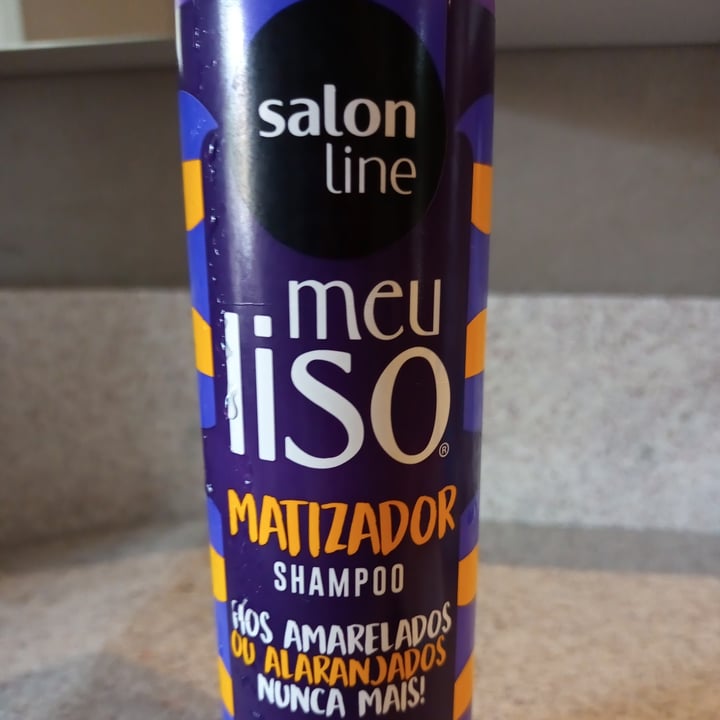 salon
line
meu
liso®
MATIZADOR
SHAMPOO
FIOS AMARELADOS
OU ALARANJADOS
NUNCA MAIS!